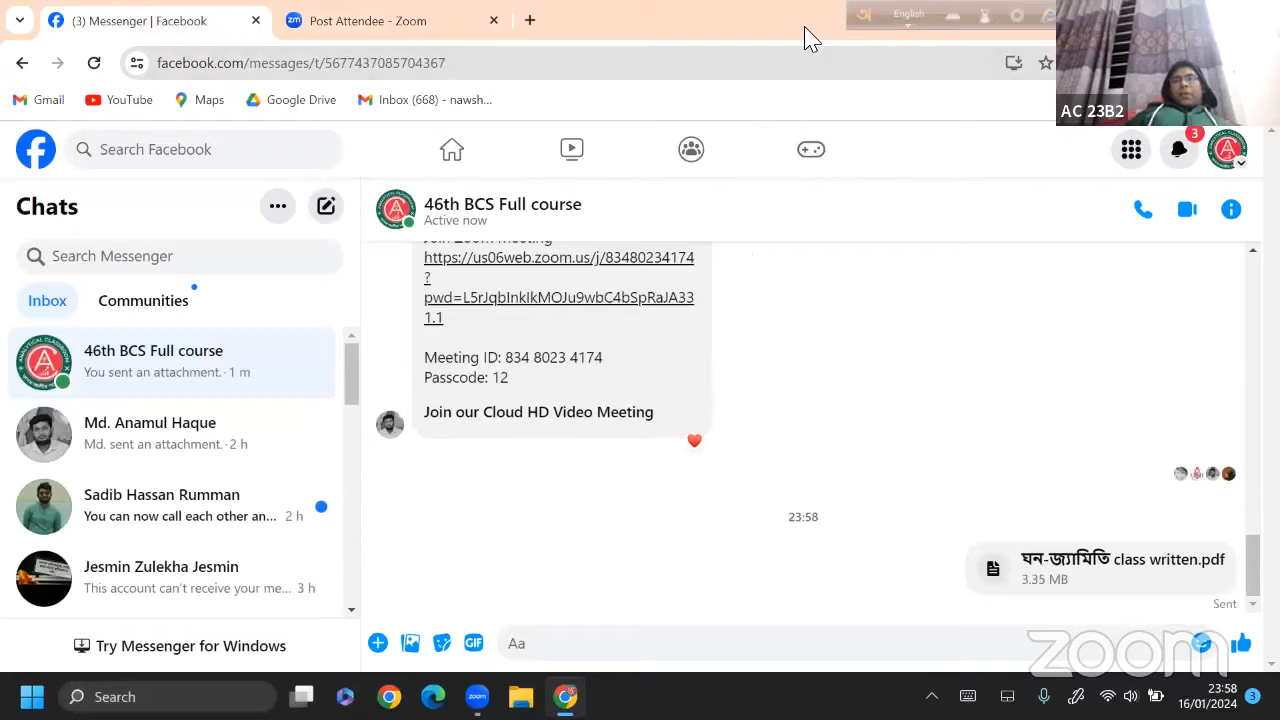 (3) Messenger | Facebook
Post Attendee - Zoom
English
facebook.com/messages/t/5677437085704367
Gmail
YouTube
Maps
Google Drive
Inbox (668) - nawsh...
AC 23B2
Search Facebook
3
Chats
46th BCS Full course
Active now
Search Messenger
Inbox
Communities
https://us06web.zoom.us/j/83480234174
?
pwd=L5rJqbInkIkMOJu9wbC4bSpRaJA33
1.1
Meeting ID: 834 8023 4174
Passcode: 12
Join our Cloud HD Video Meeting
46th BCS Full course
You sent an attachment. · 1 m
Md. Anamul Haque
Md. sent an attachment. · 2 h
Sadib Hassan Rumman
You can now call each other an... 2 h
Jesmin Zulekha Jesmin
This account can't receive your me... 3 h
23:58
ঘন-জ্যামিতি class written.pdf
3.35 MB
Sent
Try Messenger for Windows
GIF
Aa
zoom
Search
zoom
23:58
16/01/2024
3